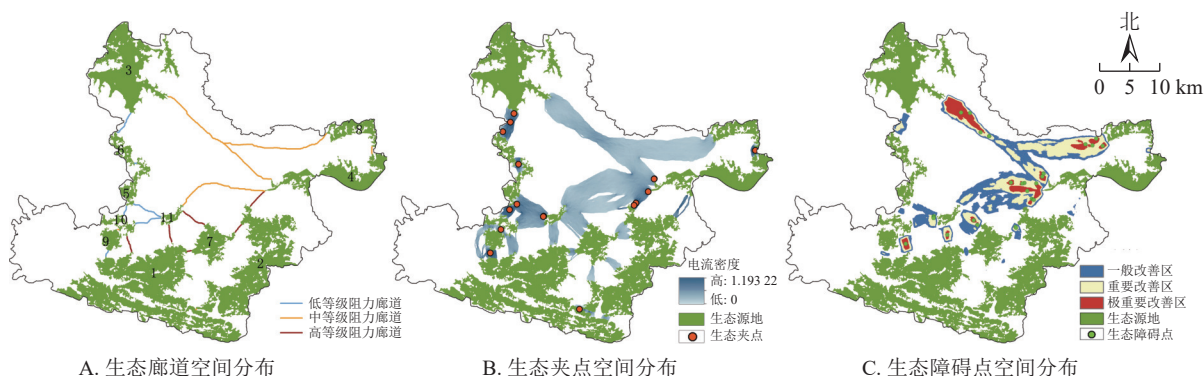 北
0 5 10 km
3
8
6
4
5
10
11
9
7
2
1
低等级阻力廊道
中等级阻力廊道
高等级阻力廊道
A. 生态廊道空间分布
电流密度
高: 1.193 22
低: 0
生态源地
生态夹点
B. 生态夹点空间分布
一般改善区
重要改善区
极重要改善区
生态源地
生态障碍点
C. 生态障碍点空间分布